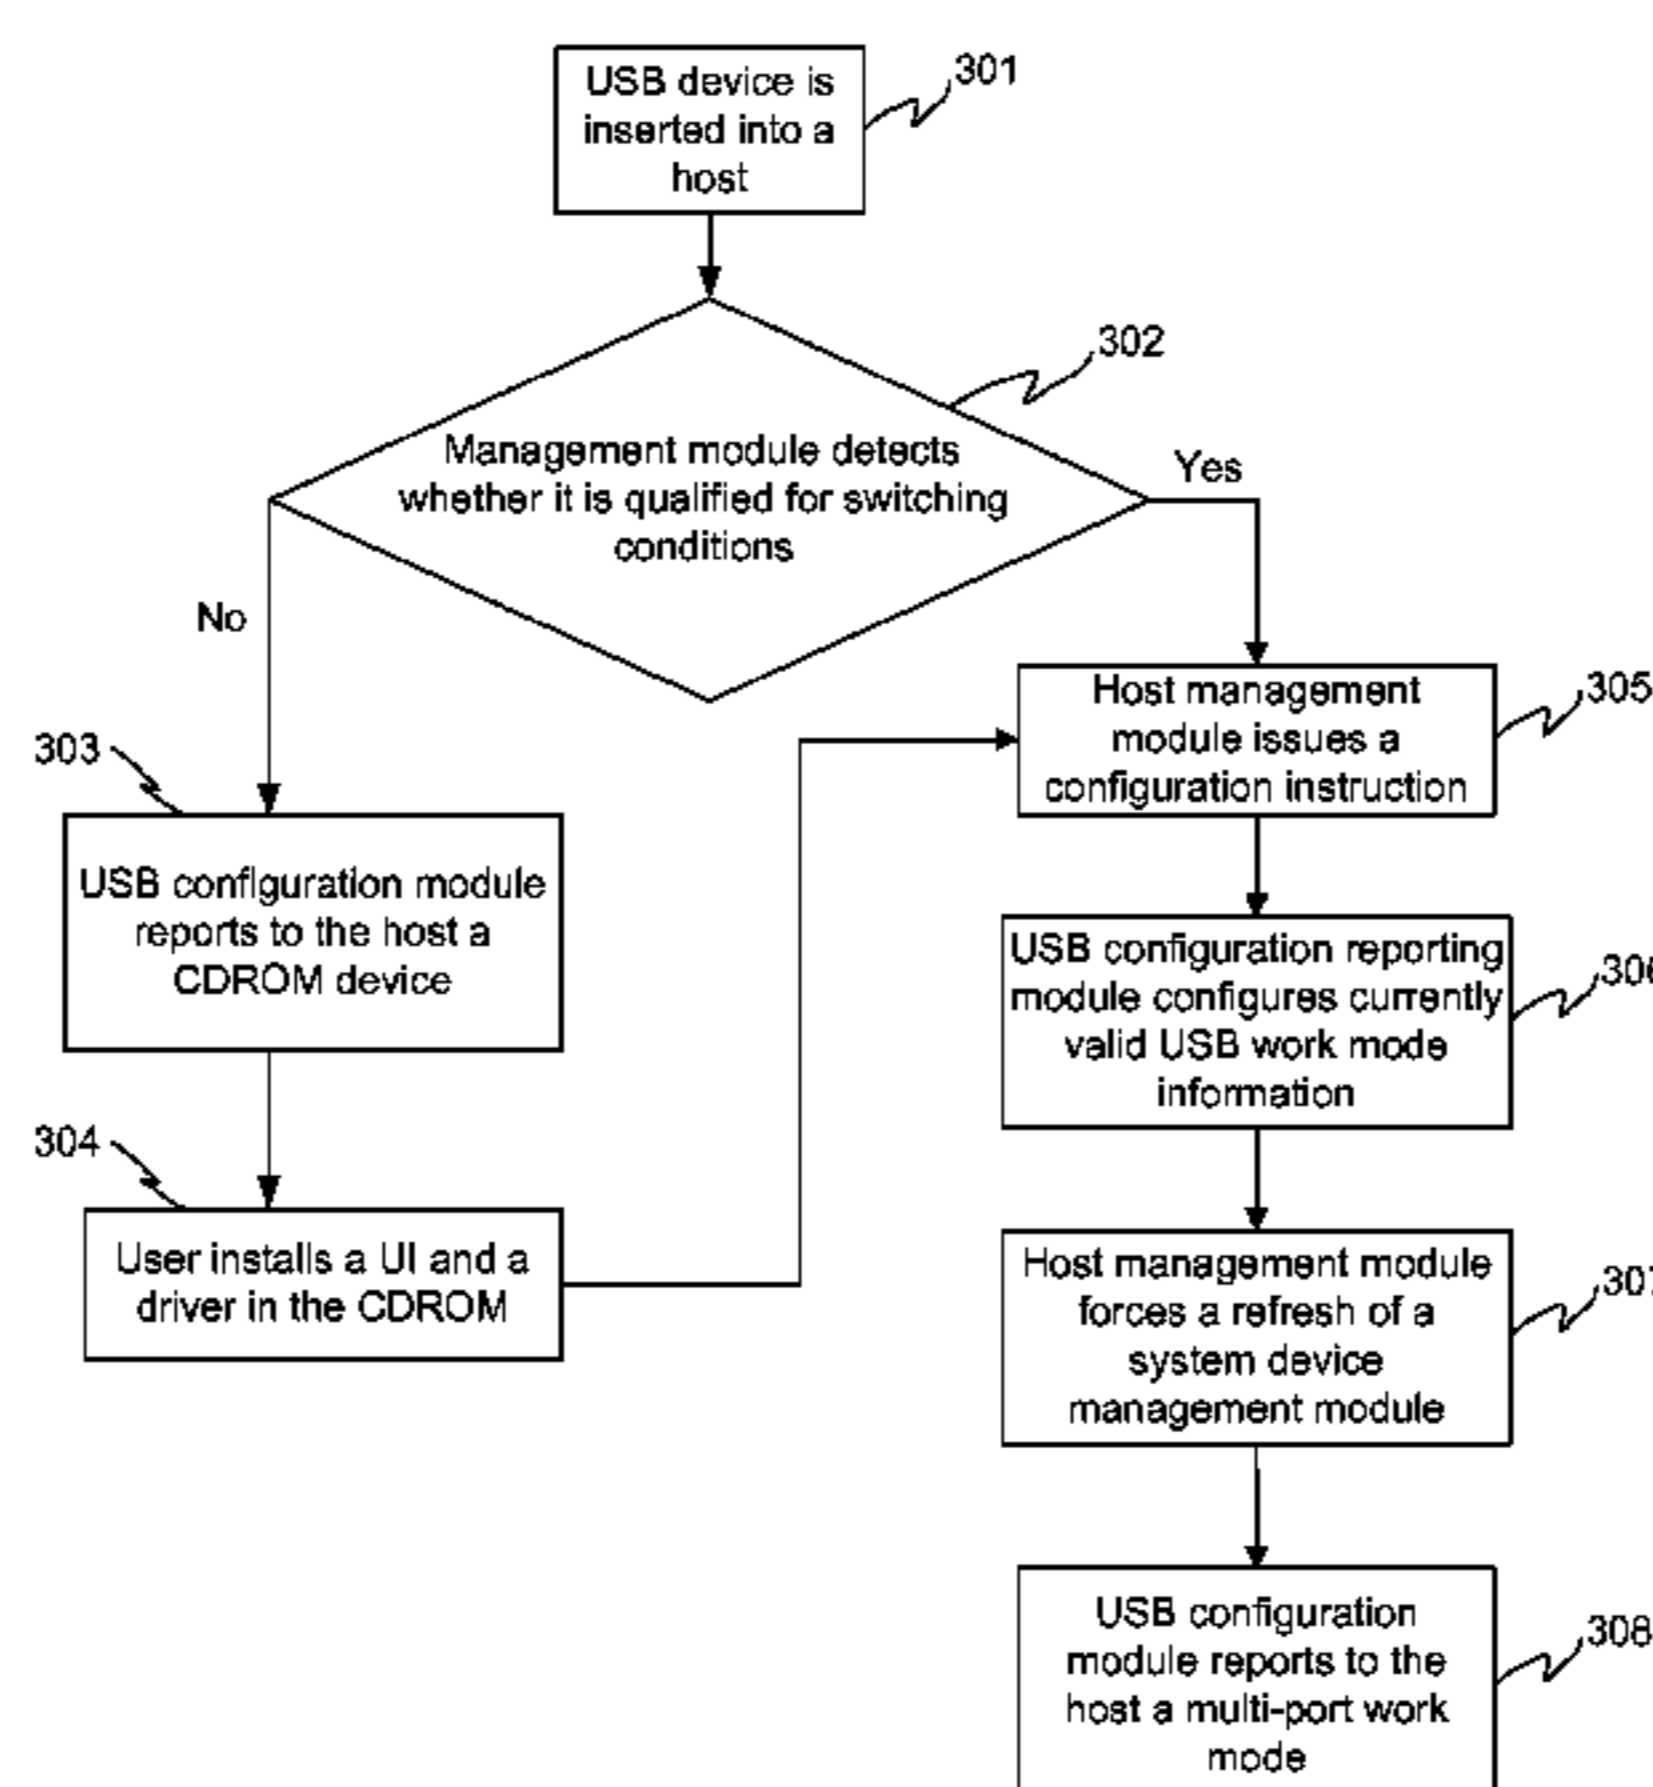 USB device is
inserted into a
host
301
302
Management module detects
whether it is qualified for switching
conditions
Yes
No
303
USB configuration module
reports to the host a
CDROM device
304
User installs a UI and a
driver in the CDROM
Host management
module issues a
configuration instruction
305
USB configuration reporting
module configures currently
valid USB work mode
information
306
Host management module
forces a refresh of a
system device
management module
307
USB configuration
module reports to the
host a multi-port work
mode
308